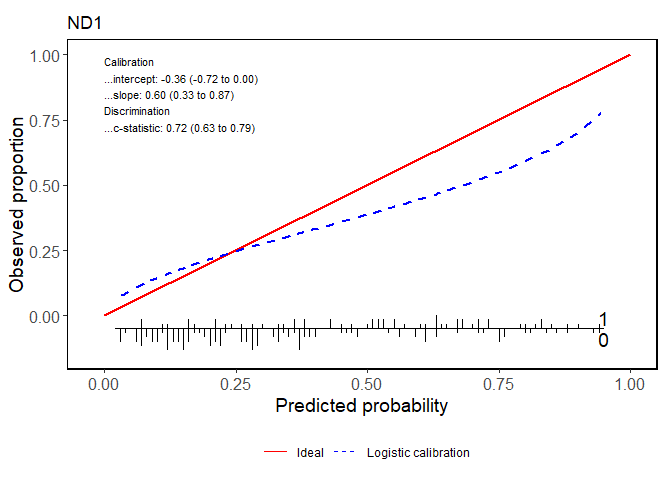 ND1
Calibration
...intercept: -0.36 (-0.72 to 0.00)
...slope: 0.60 (0.33 to 0.87)
Discrimination
...c-statistic: 0.72 (0.63 to 0.79)
Observed proportion
1.00
0.75
0.50
0.25
0.00
1
0
0.00 0.25 0.50 0.75 1.00
Predicted probability
Ideal Logistic calibration